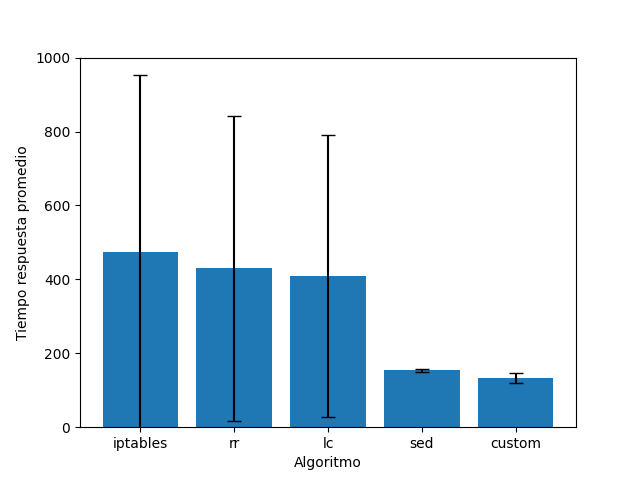 1000
800
600
400
200
0
Tiempo respuesta promedio
iptables rr lc sed custom
Algoritmo